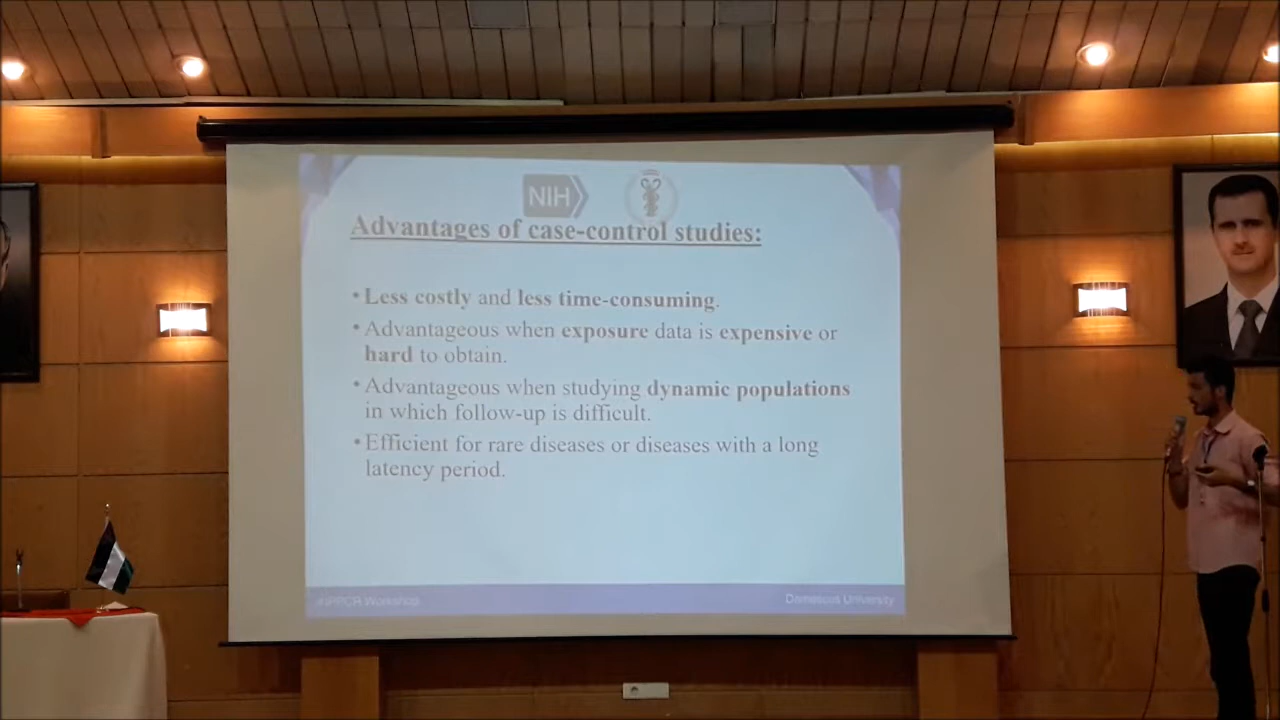 NIH
Advantages of case-control studies:
• Less costly and less time-consuming.
• Advantageous when exposure data is expensive or
hard to obtain.
• Advantageous when studying dynamic populations
in which follow-up is difficult.
• Efficient for rare diseases or diseases with a long
latency period.
Workshop
Damascus University